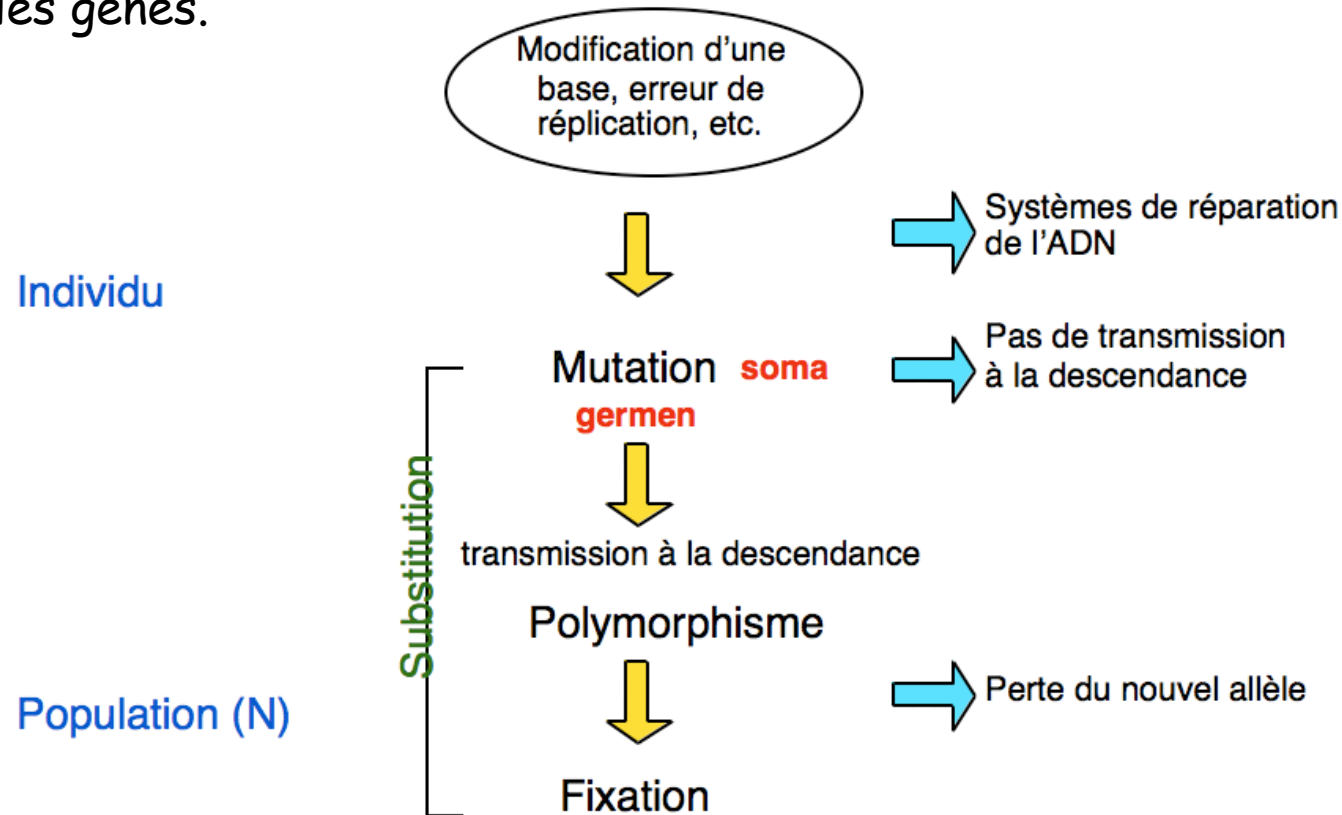 les gènes.
Modification d'une
base, erreur de
réplication, etc.
Systèmes de réparation
de l'ADN
Individu
Pas de transmission
à la descendance
Mutation soma
germen
Substitution
transmission à la descendance
Polymorphisme
Perte du nouvel allèle
Population (N)
Fixation